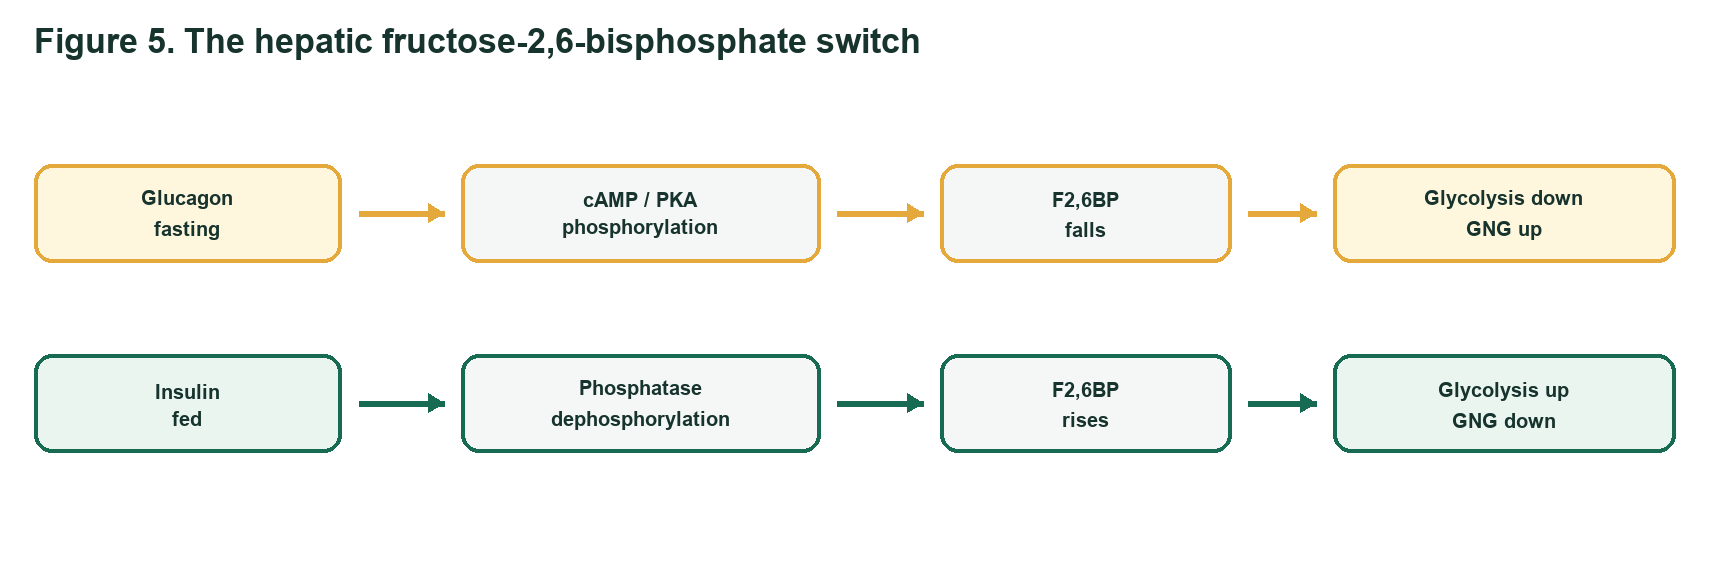 Figure 5. The hepatic fructose-2,6-bisphosphate switch
Glucagon
fasting
cAMP / PKA
phosphorylation
F2,6BP
falls
Glycolysis down
GNG up
Insulin
fed
Phosphatase
dephosphorylation
F2,6BP
rises
Glycolysis up
GNG down